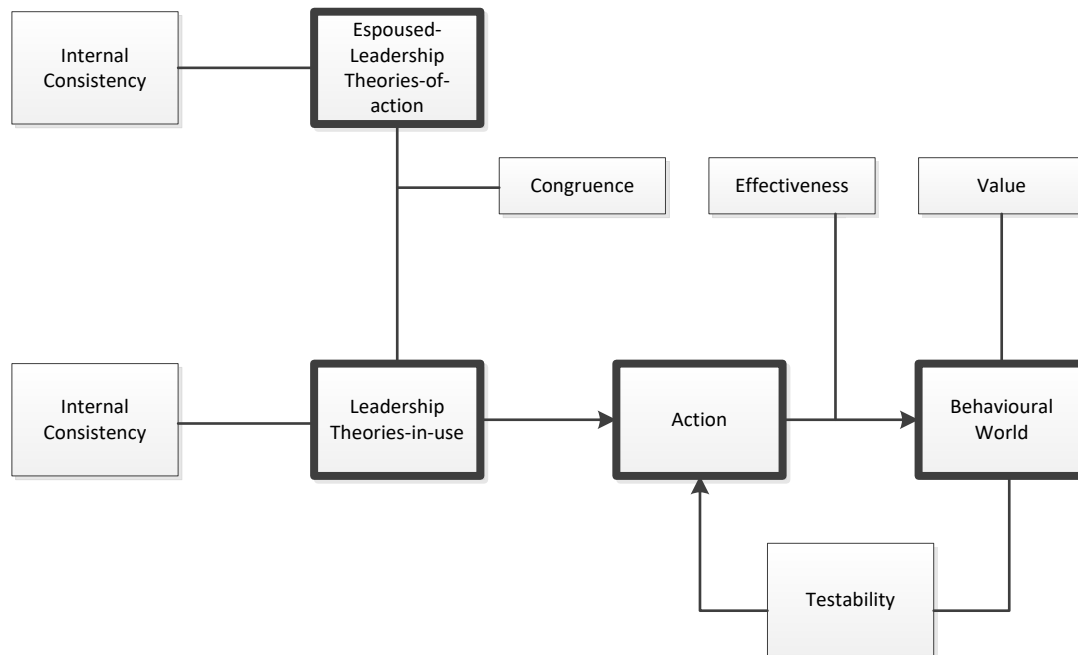 Internal
Consistency
Espoused-
Leadership
Theories-of-
action
Congruence
Effectiveness
Value
Internal
Consistency
Leadership
Theories-in-use
Action
Behavioural
World
Testability